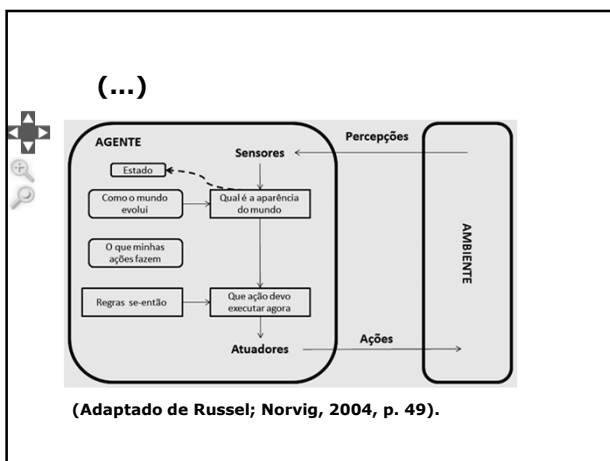 (...)
AGENTE
Percepções
Sensores
Estado
Como o mundo
evolui
Qual é a aparência
do mundo
O que minhas
ações fazem
AMBIENTE
Regras se-então
Que ação devo
executar agora
Atuadores
Ações
(Adaptado de Russel; Norvig, 2004, p. 49).